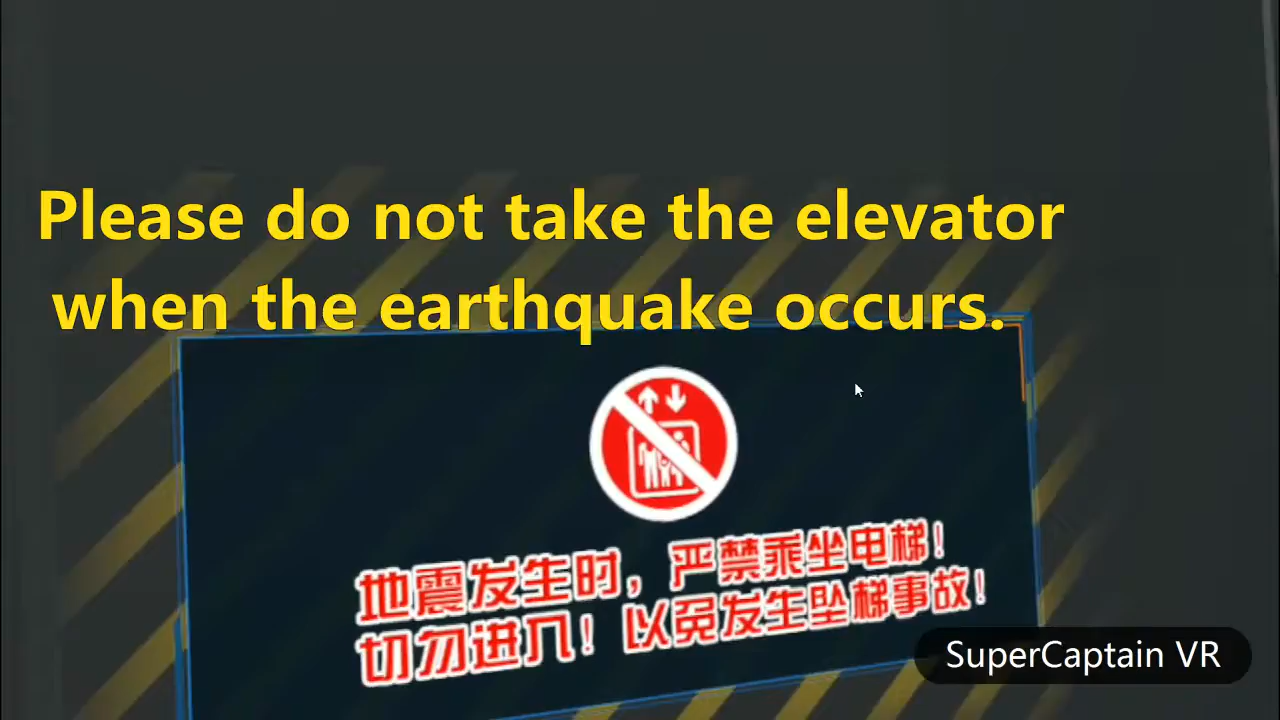 Please do not take the elevator
when the earthquake occurs.
地震发生时，严禁乘坐电梯！
切勿进入！以免发生坠梯事故！
SuperCaptain VR